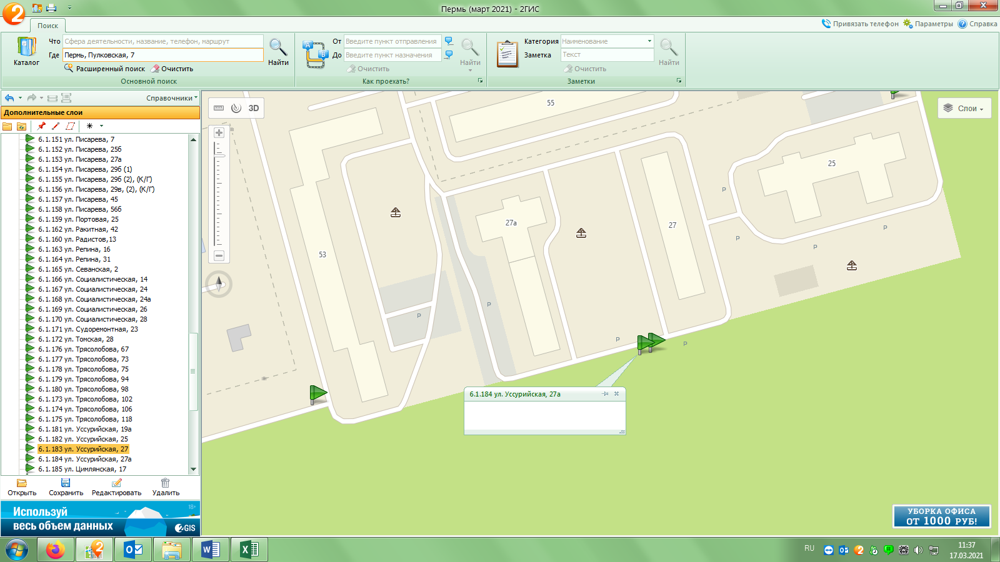 Пермь (март 2021) - 2ГИС
Поиск
Привязать телефон
Параметры
Справка
Каталог
Что
Сфера деятельности, название, телефон, маршрут
Где
Пермь, Пулковская, 7
Расширенный поиск
Очистить
Найти
Основной поиск
От
Введите пункт отправления
До
Введите пункт назначения
Очистить
Найти
Как проехать?
Категория
Наименование
Заметка
Текст
Очистить
Найти
Заметки
Справочники
Дополнительные слои
6.1.151 ул. Писарева, 7
6.1.152 ул. Писарева, 25б
6.1.153 ул. Писарева, 27а
6.1.154 ул. Писарева, 29б (1)
6.1.155 ул. Писарева, 29б (2), (К/Г)
6.1.156 ул. Писарева, 29в, (2), (К/Г)
6.1.157 ул. Писарева, 45
6.1.158 ул. Писарева, 56б
6.1.159 ул. Портовая, 25
6.1.162 ул. Ракитная, 42
6.1.160 ул. Радистов,13
6.1.163 ул. Репина, 16
6.1.164 ул. Репина, 31
6.1.165 ул. Севанская, 2
6.1.166 ул. Социалистическая, 14
6.1.167 ул. Социалистическая, 24
6.1.168 ул. Социалистическая, 24а
6.1.169 ул. Социалистическая, 26
6.1.170 ул. Социалистическая, 28
6.1.171 ул. Судоремонтная, 23
6.1.172 ул. Томская, 28
6.1.176 ул. Трясолобова, 67
6.1.177 ул. Трясолобова, 73
6.1.178 ул. Трясолобова, 75
6.1.179 ул. Трясолобова, 94
6.1.180 ул. Трясолобова, 98
6.1.173 ул. Трясолобова, 102
6.1.174 ул. Трясолобова, 106
6.1.175 ул. Трясолобова, 118
6.1.181 ул. Уссурийская, 19а
6.1.182 ул. Уссурийская, 25
6.1.183 ул. Уссурийская, 27
6.1.184 ул. Уссурийская, 27а
6.1.185 ул. Цимлянская, 17
Открыть
Сохранить
Редактировать
Удалить
Используй
весь объем данных
18+
2GIS
3D
Слои
55
25
P
27а
27
P
P
P
53
P
P
P
P
6.1.184 ул. Уссурийская, 27а
УБОРКА ОФИСА
ОТ 1000 РУБ!
RU
11:37
17.03.2021